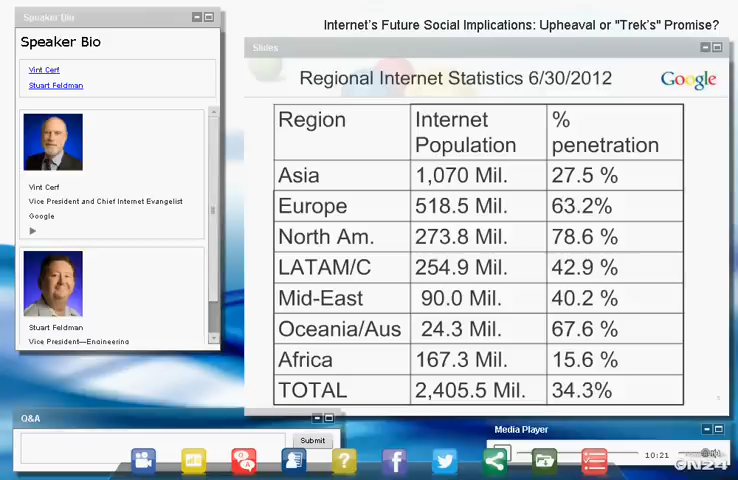 Internet's Future Social Implications: Upheaval or "Trek's" Promise?
Speaker Bio
Speaker Bio
Vint Cerf
Stuart Feldman
Vint Cerf
Vice President and Chief Internet Evangelist
Google
Stuart Feldman
Vice President—Engineering
Slides
Regional Internet Statistics 6/30/2012
Google
Region Internet Population % penetration
Asia 1,070 Mil. 27.5 %
Europe 518.5 Mil. 63.2%
North Am. 273.8 Mil. 78.6 %
LATAM/C 254.9 Mil. 42.9 %
Mid-East 90.0 Mil. 40.2 %
Oceania/Aus 24.3 Mil. 67.6 %
Africa 167.3 Mil. 15.6 %
TOTAL 2,405.5 Mil. 34.3%
Q&A
Submit
Media Player
10:21
ON24